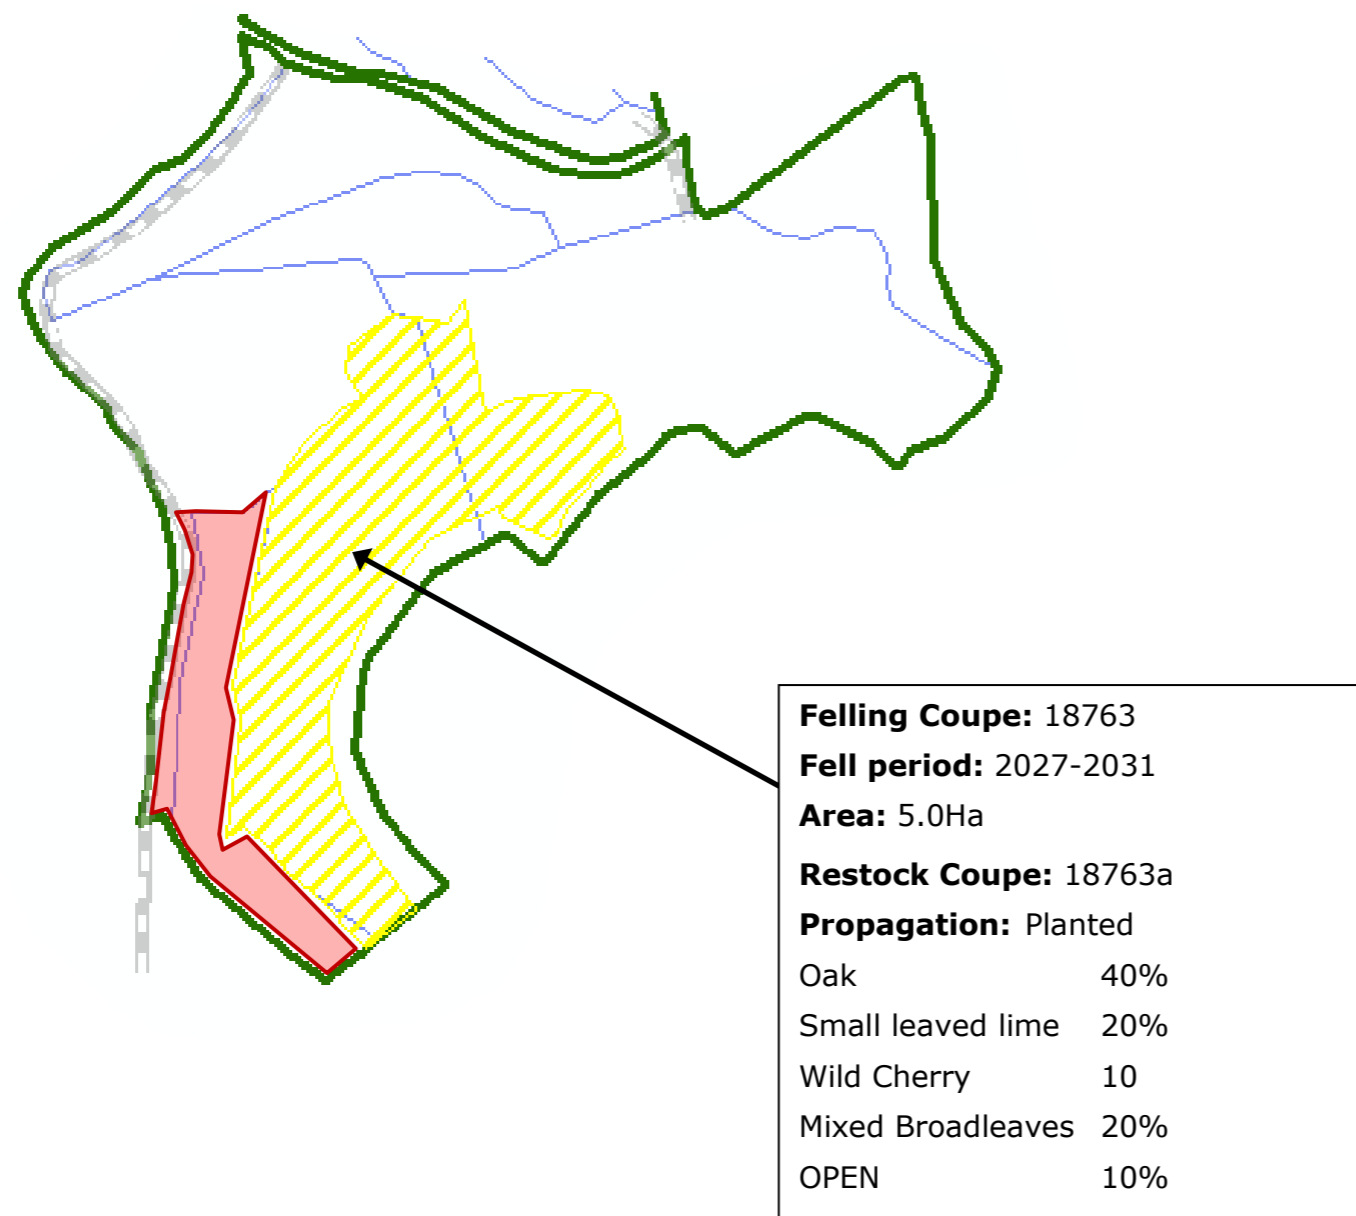 Felling Coupe: 18763
Fell period: 2027-2031
Area: 5.0Ha
Restock Coupe: 18763a
Propagation: Planted
Oak 40%
Small leaved lime 20%
Wild Cherry 10
Mixed Broadleaves 20%
OPEN 10%